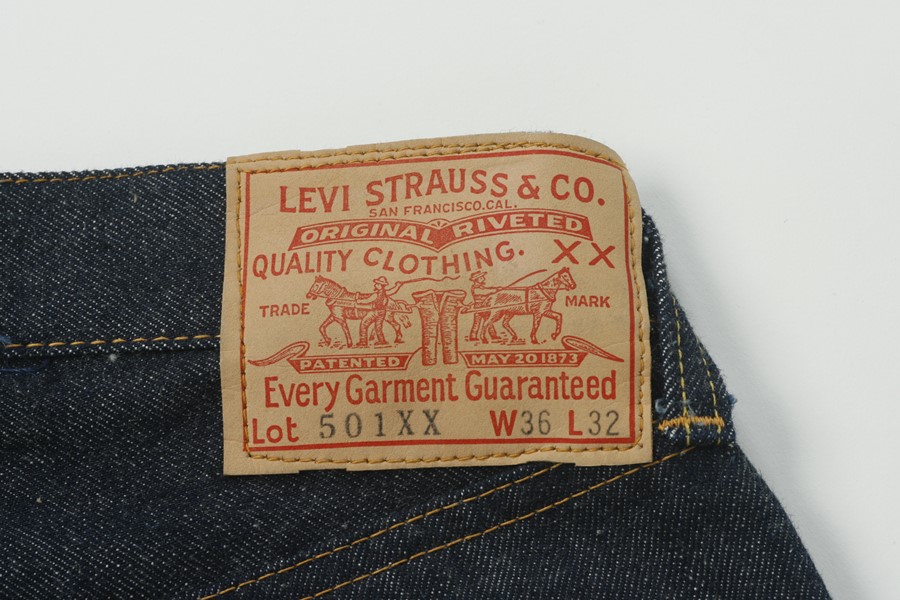 LEVI STRAUSS & CO.
SAN FRANCISCO.CAL.
ORIGINAL RIVETED
QUALITY CLOTHING. XX
TRADE MARK
PATENTED MAY 20 1873
Every Garment Guaranteed
Lot 501XX W36 L32